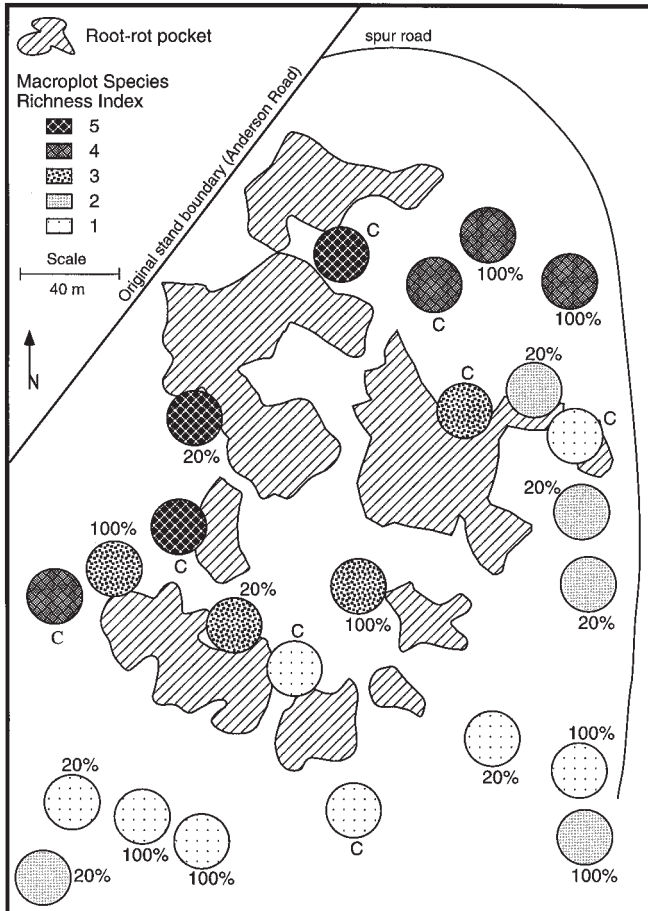 Root-rot pocket
spur road
Macroplot Species
Richness Index
5
4
3
2
1
Scale
40 m
N
Original stand boundary (Anderson Road)
C
100%
C
100%
20%
C
C
20%
20%
100%
C
20%
C
20%
100%
C
20%
100%
20%
100%
C
20%
100%
100%
100%